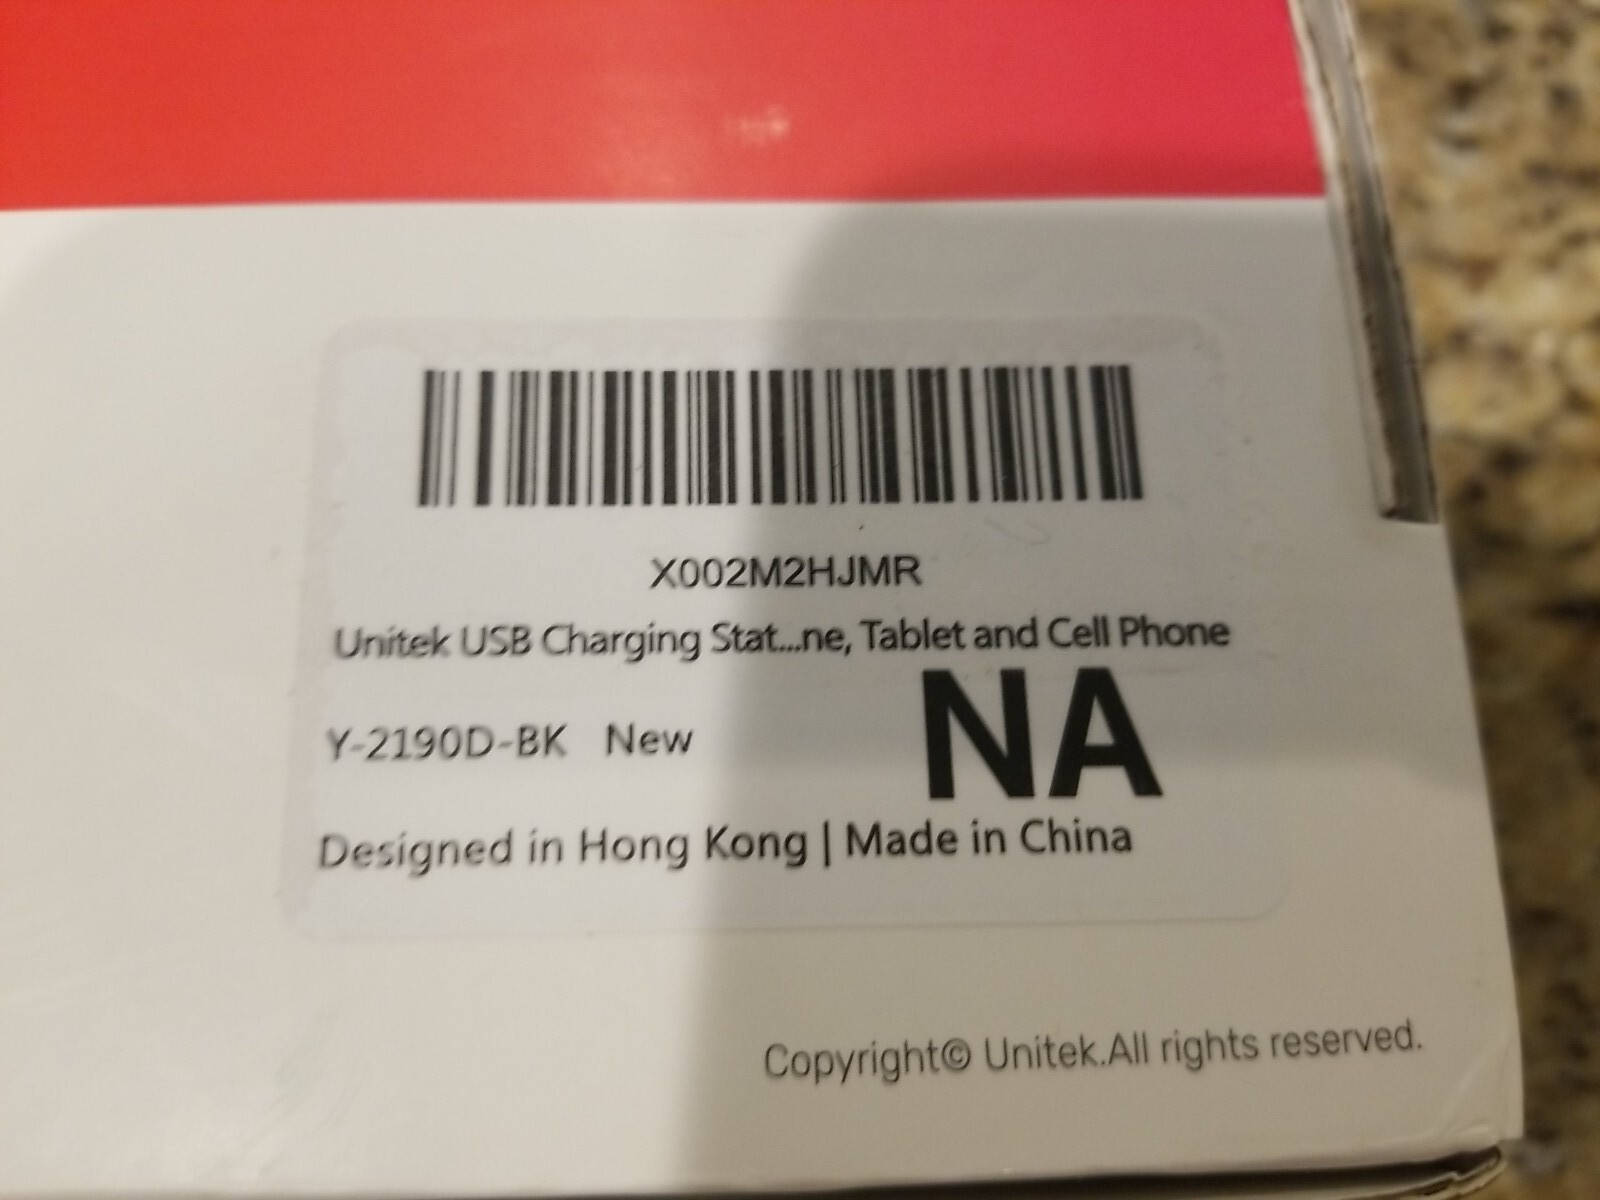 X002M2HJMR
Unitek USB Charging Stat...ne, Tablet and Cell Phone
Y-2190D-BK New
NA
Designed in Hong Kong | Made in China
Copyright© Unitek.All rights reserved.